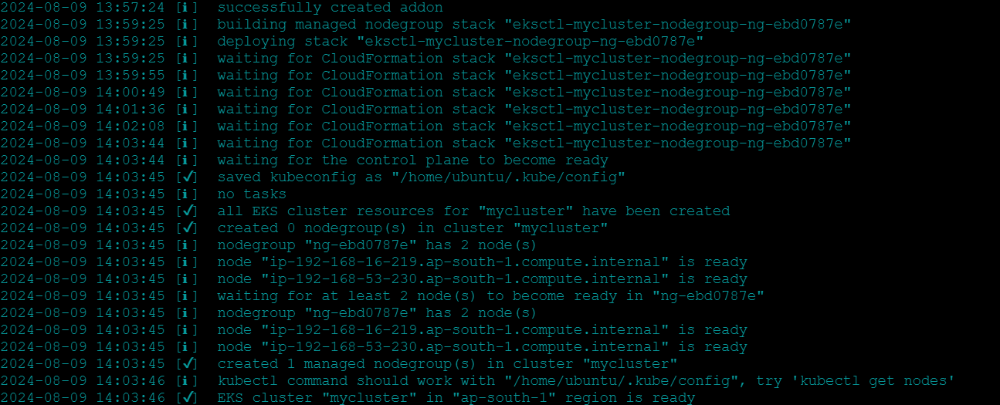 2024-08-09 13:57:24 [ℹ]  successfully created addon
2024-08-09 13:59:25 [ℹ]  building managed nodegroup stack "eksctl-mycluster-nodegroup-ng-ebd0787e"
2024-08-09 13:59:25 [ℹ]  deploying stack "eksctl-mycluster-nodegroup-ng-ebd0787e"
2024-08-09 13:59:25 [ℹ]  waiting for CloudFormation stack "eksctl-mycluster-nodegroup-ng-ebd0787e"
2024-08-09 13:59:55 [ℹ]  waiting for CloudFormation stack "eksctl-mycluster-nodegroup-ng-ebd0787e"
2024-08-09 14:00:49 [ℹ]  waiting for CloudFormation stack "eksctl-mycluster-nodegroup-ng-ebd0787e"
2024-08-09 14:01:36 [ℹ]  waiting for CloudFormation stack "eksctl-mycluster-nodegroup-ng-ebd0787e"
2024-08-09 14:02:08 [ℹ]  waiting for CloudFormation stack "eksctl-mycluster-nodegroup-ng-ebd0787e"
2024-08-09 14:03:44 [ℹ]  waiting for CloudFormation stack "eksctl-mycluster-nodegroup-ng-ebd0787e"
2024-08-09 14:03:44 [ℹ]  waiting for the control plane to become ready
2024-08-09 14:03:45 [✔]  saved kubeconfig as "/home/ubuntu/.kube/config"
2024-08-09 14:03:45 [ℹ]  no tasks
2024-08-09 14:03:45 [✔]  all EKS cluster resources for "mycluster" have been created
2024-08-09 14:03:45 [✔]  created 0 nodegroup(s) in cluster "mycluster"
2024-08-09 14:03:45 [ℹ]  nodegroup "ng-ebd0787e" has 2 node(s)
2024-08-09 14:03:45 [ℹ]  node "ip-192-168-16-219.ap-south-1.compute.internal" is ready
2024-08-09 14:03:45 [ℹ]  node "ip-192-168-53-230.ap-south-1.compute.internal" is ready
2024-08-09 14:03:45 [ℹ]  waiting for at least 2 node(s) to become ready in "ng-ebd0787e"
2024-08-09 14:03:45 [ℹ]  nodegroup "ng-ebd0787e" has 2 node(s)
2024-08-09 14:03:45 [ℹ]  node "ip-192-168-16-219.ap-south-1.compute.internal" is ready
2024-08-09 14:03:45 [ℹ]  node "ip-192-168-53-230.ap-south-1.compute.internal" is ready
2024-08-09 14:03:45 [✔]  created 1 managed nodegroup(s) in cluster "mycluster"
2024-08-09 14:03:46 [ℹ]  kubectl command should work with "/home/ubuntu/.kube/config", try 'kubectl get nodes'
2024-08-09 14:03:46 [✔]  EKS cluster "mycluster" in "ap-south-1" region is ready